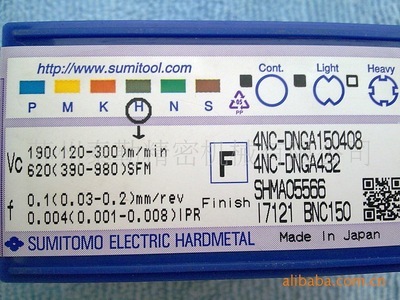 http://www.sumitool.com
Cont. Light Heavy
P M K H N S
05
PP
Vc 190(120-300)m/min
620(390-980)SFM
f 0.1(0.03-0.2)mm/rev
0.004(0.001-0.008)IPR
F
Finish
4NC-DNGA150408
4NC-DNGA432
SHMA05566
17121 BNC150
SUMITOMO ELECTRIC HARDMETAL
Made In Japan
alibaba.com.cn